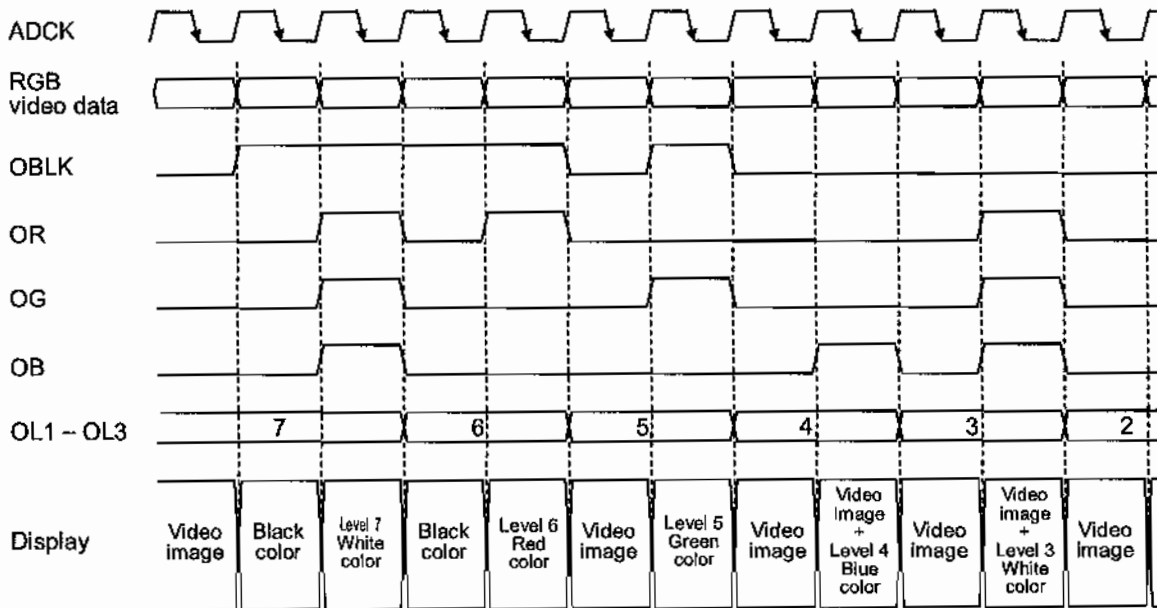 ADCK
RGB
video data
OBLK
OR
OG
OB
OL1 – OL3
7
6
5
4
3
2
Display
Video
image
Black
color
Level 7
White
color
Black
color
Level 6
Red
color
Video
image
Level 5
Green
color
Video
image
Video
Image
+
Level 4
Blue
color
Video
image
Video
image
+
Level 3
White
color
Video
Image